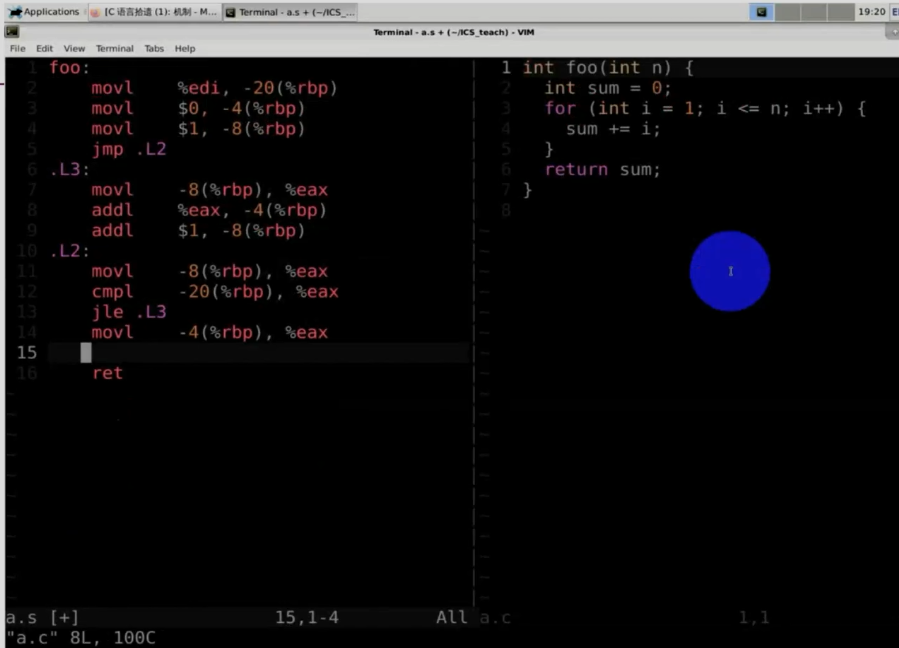 Applications [C 语言拾遗 (1): 机制 - M... Terminal - a.s + (~/ICS_... 19:20
Terminal - a.s + (~/ICS_teach) - VIM
File Edit View Terminal Tabs Help
1 foo:
2 movl %edi, -20(%rbp)
3 movl $0, -4(%rbp)
4 movl $1, -8(%rbp)
5 jmp .L2
6 .L3:
7 movl -8(%rbp), %eax
8 addl %eax, -4(%rbp)
9 addl $1, -8(%rbp)
10 .L2:
11 movl -8(%rbp), %eax
12 cmpl -20(%rbp), %eax
13 jle .L3
14 movl -4(%rbp), %eax
15
16 ret
a.s [+] 15,1-4 All
1 int foo(int n) {
2 int sum = 0;
3 for (int i = 1; i <= n; i++) {
4 sum += i;
5 }
6 return sum;
7 }
8
a.c 1,1
"a.c" 8L, 100C